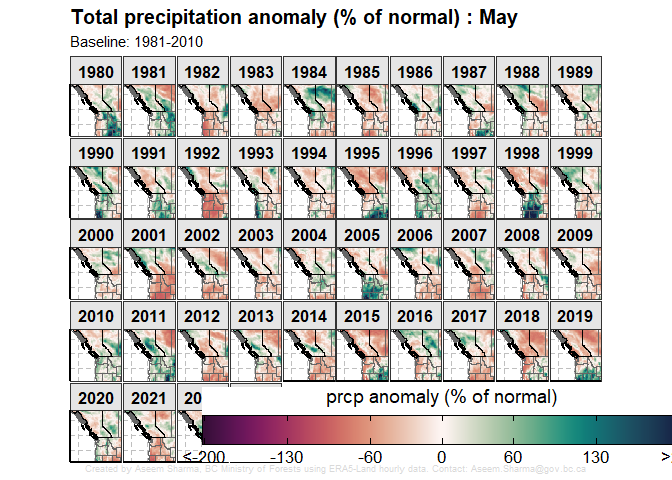 Total precipitation anomaly (% of normal) : May
Baseline: 1981-2010
1980 1981 1982 1983 1984 1985 1986 1987 1988 1989
1990 1991 1992 1993 1994 1995 1996 1997 1998 1999
2000 2001 2002 2003 2004 2005 2006 2007 2008 2009
2010 2011 2012 2013 2014 2015 2016 2017 2018 2019
2020 2021 20
prcp anomaly (% of normal)
<-200 -130 -60 0 60 130 >
Created by Aseem Sharma, BC Ministry of Forests using ERA5-Land hourly data. Contact: Aseem.Sharma@gov.bc.ca